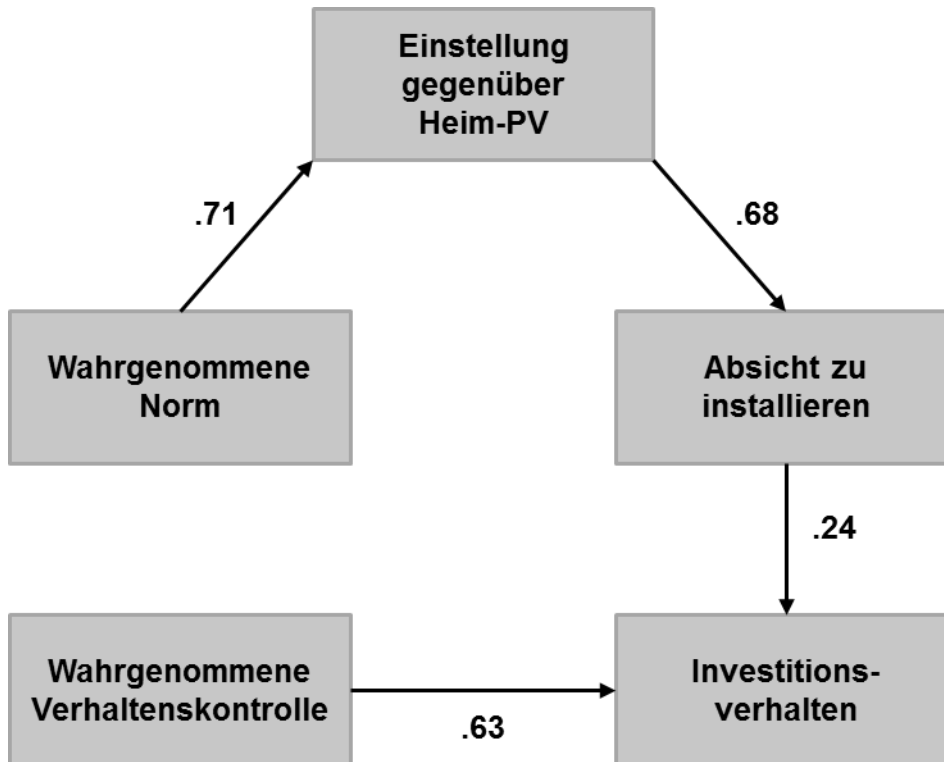 Einstellung
gegenüber
Heim-PV
.71
.68
Wahrgenommene
Norm
Absicht zu
installieren
.24
Wahrgenommene
Verhaltenskontrolle
.63
Investitions-
verhalten